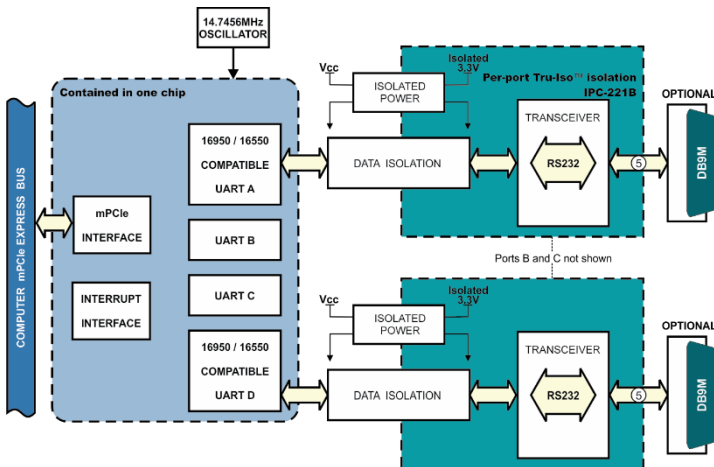 14.7456MHz
OSCILLATOR
Contained in one chip
COMPUTER mPCIe EXPRESS BUS
mPCIe
INTERFACE
INTERRUPT
INTERFACE
16950 / 16550
COMPATIBLE
UART A
UART B
UART C
16950 / 16550
COMPATIBLE
UART D
Vcc
ISOLATED
POWER
Isolated
3.3V
DATA ISOLATION
Per-port Tru-Iso™ isolation
IPC-221B
TRANSCEIVER
RS232
5
OPTIONAL
DB9M
Ports B and C not shown
Vcc
ISOLATED
POWER
Isolated
3.3V
DATA ISOLATION
TRANSCEIVER
RS232
5
OPTIONAL
DB9M